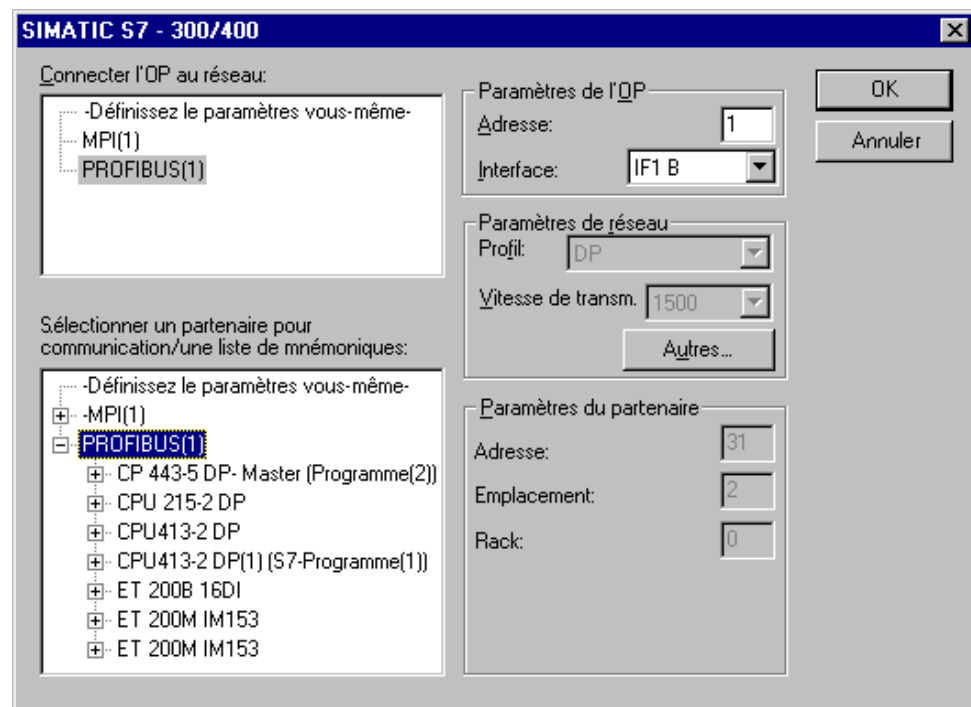 SIMATIC S7 - 300/400
Connecter l'OP au réseau:
-Définissez le paramètres vous-même-
MPI(1)
PROFIBUS(1)
Sélectionner un partenaire pour
communication/une liste de mnémoniques:
-Définissez le paramètres vous-même-
-MPI(1)
PROFIBUS(1)
CP 443-5 DP- Master (Programme(2))
CPU 215-2 DP
CPU413-2 DP
CPU413-2 DP(1) (S7-Programme(1))
ET 200B 16DI
ET 200M IM153
ET 200M IM153
Paramètres de l'OP
Adresse: 1
Interface: IF1 B
Paramètres de réseau
Profil: DP
Vitesse de transm. 1500
Autres...
Paramètres du partenaire
Adresse: 31
Emplacement: 2
Rack: 0
OK
Annuler